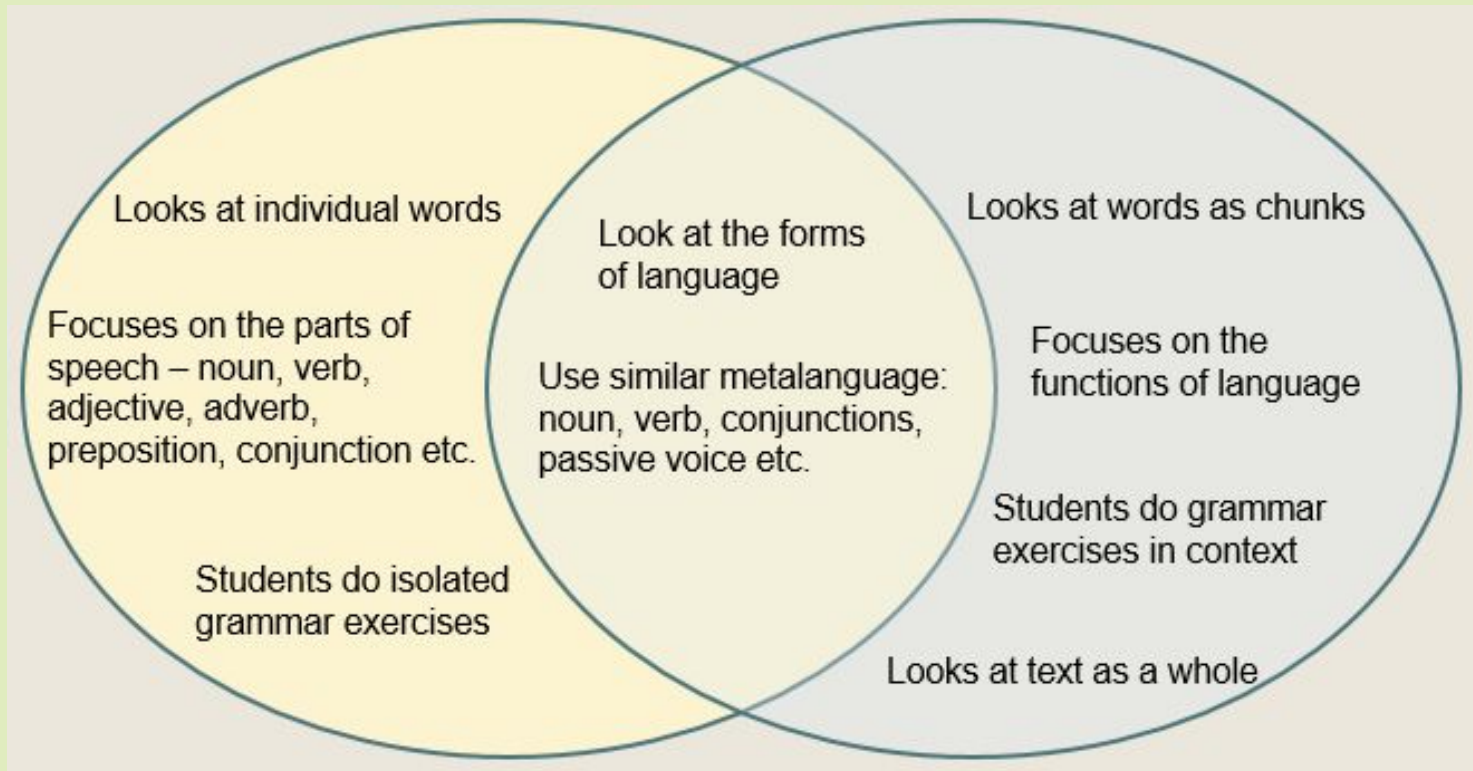 Looks at individual words
Focuses on the parts of
speech – noun, verb,
adjective, adverb,
preposition, conjunction etc.
Students do isolated
grammar exercises
Look at the forms
of language
Use similar metalanguage:
noun, verb, conjunctions,
passive voice etc.
Looks at words as chunks
Focuses on the
functions of language
Students do grammar
exercises in context
Looks at text as a whole